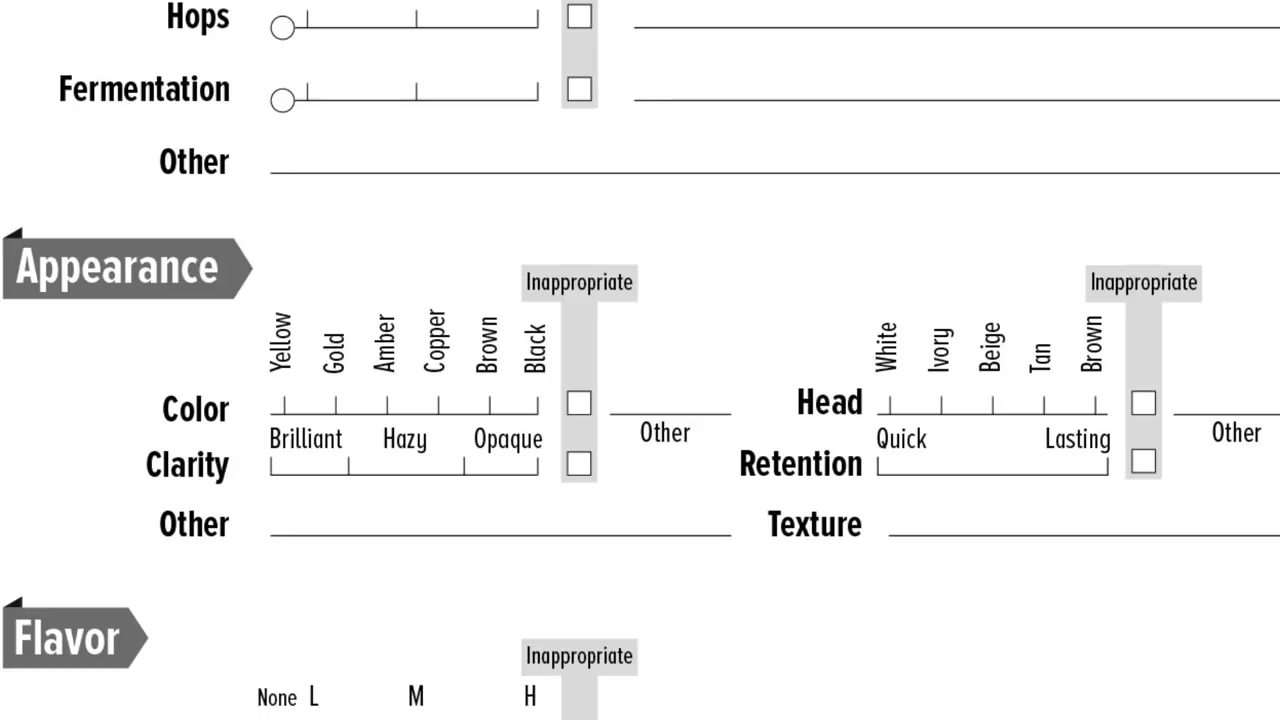 Hops
Fermentation
Other
Appearance
Inappropriate Inappropriate
Yellow Gold Amber Copper Brown Black White Ivory Beige Tan Brown
Color Head
Other Other
Brilliant Hazy Opaque Quick Lasting
Clarity Retention
Other Texture
Flavor
Inappropriate
None L M H